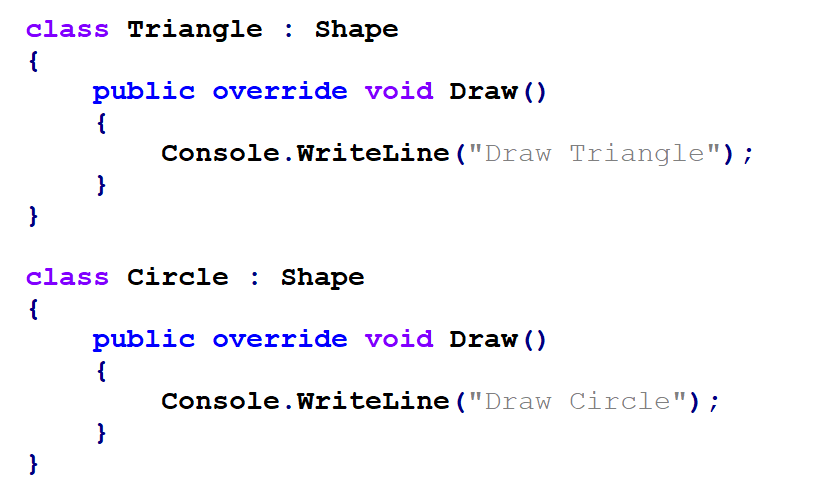 class Triangle : Shape
{
    public override void Draw()
    {
        Console.WriteLine("Draw Triangle");
    }
}

class Circle : Shape
{
    public override void Draw()
    {
        Console.WriteLine("Draw Circle");
    }
}